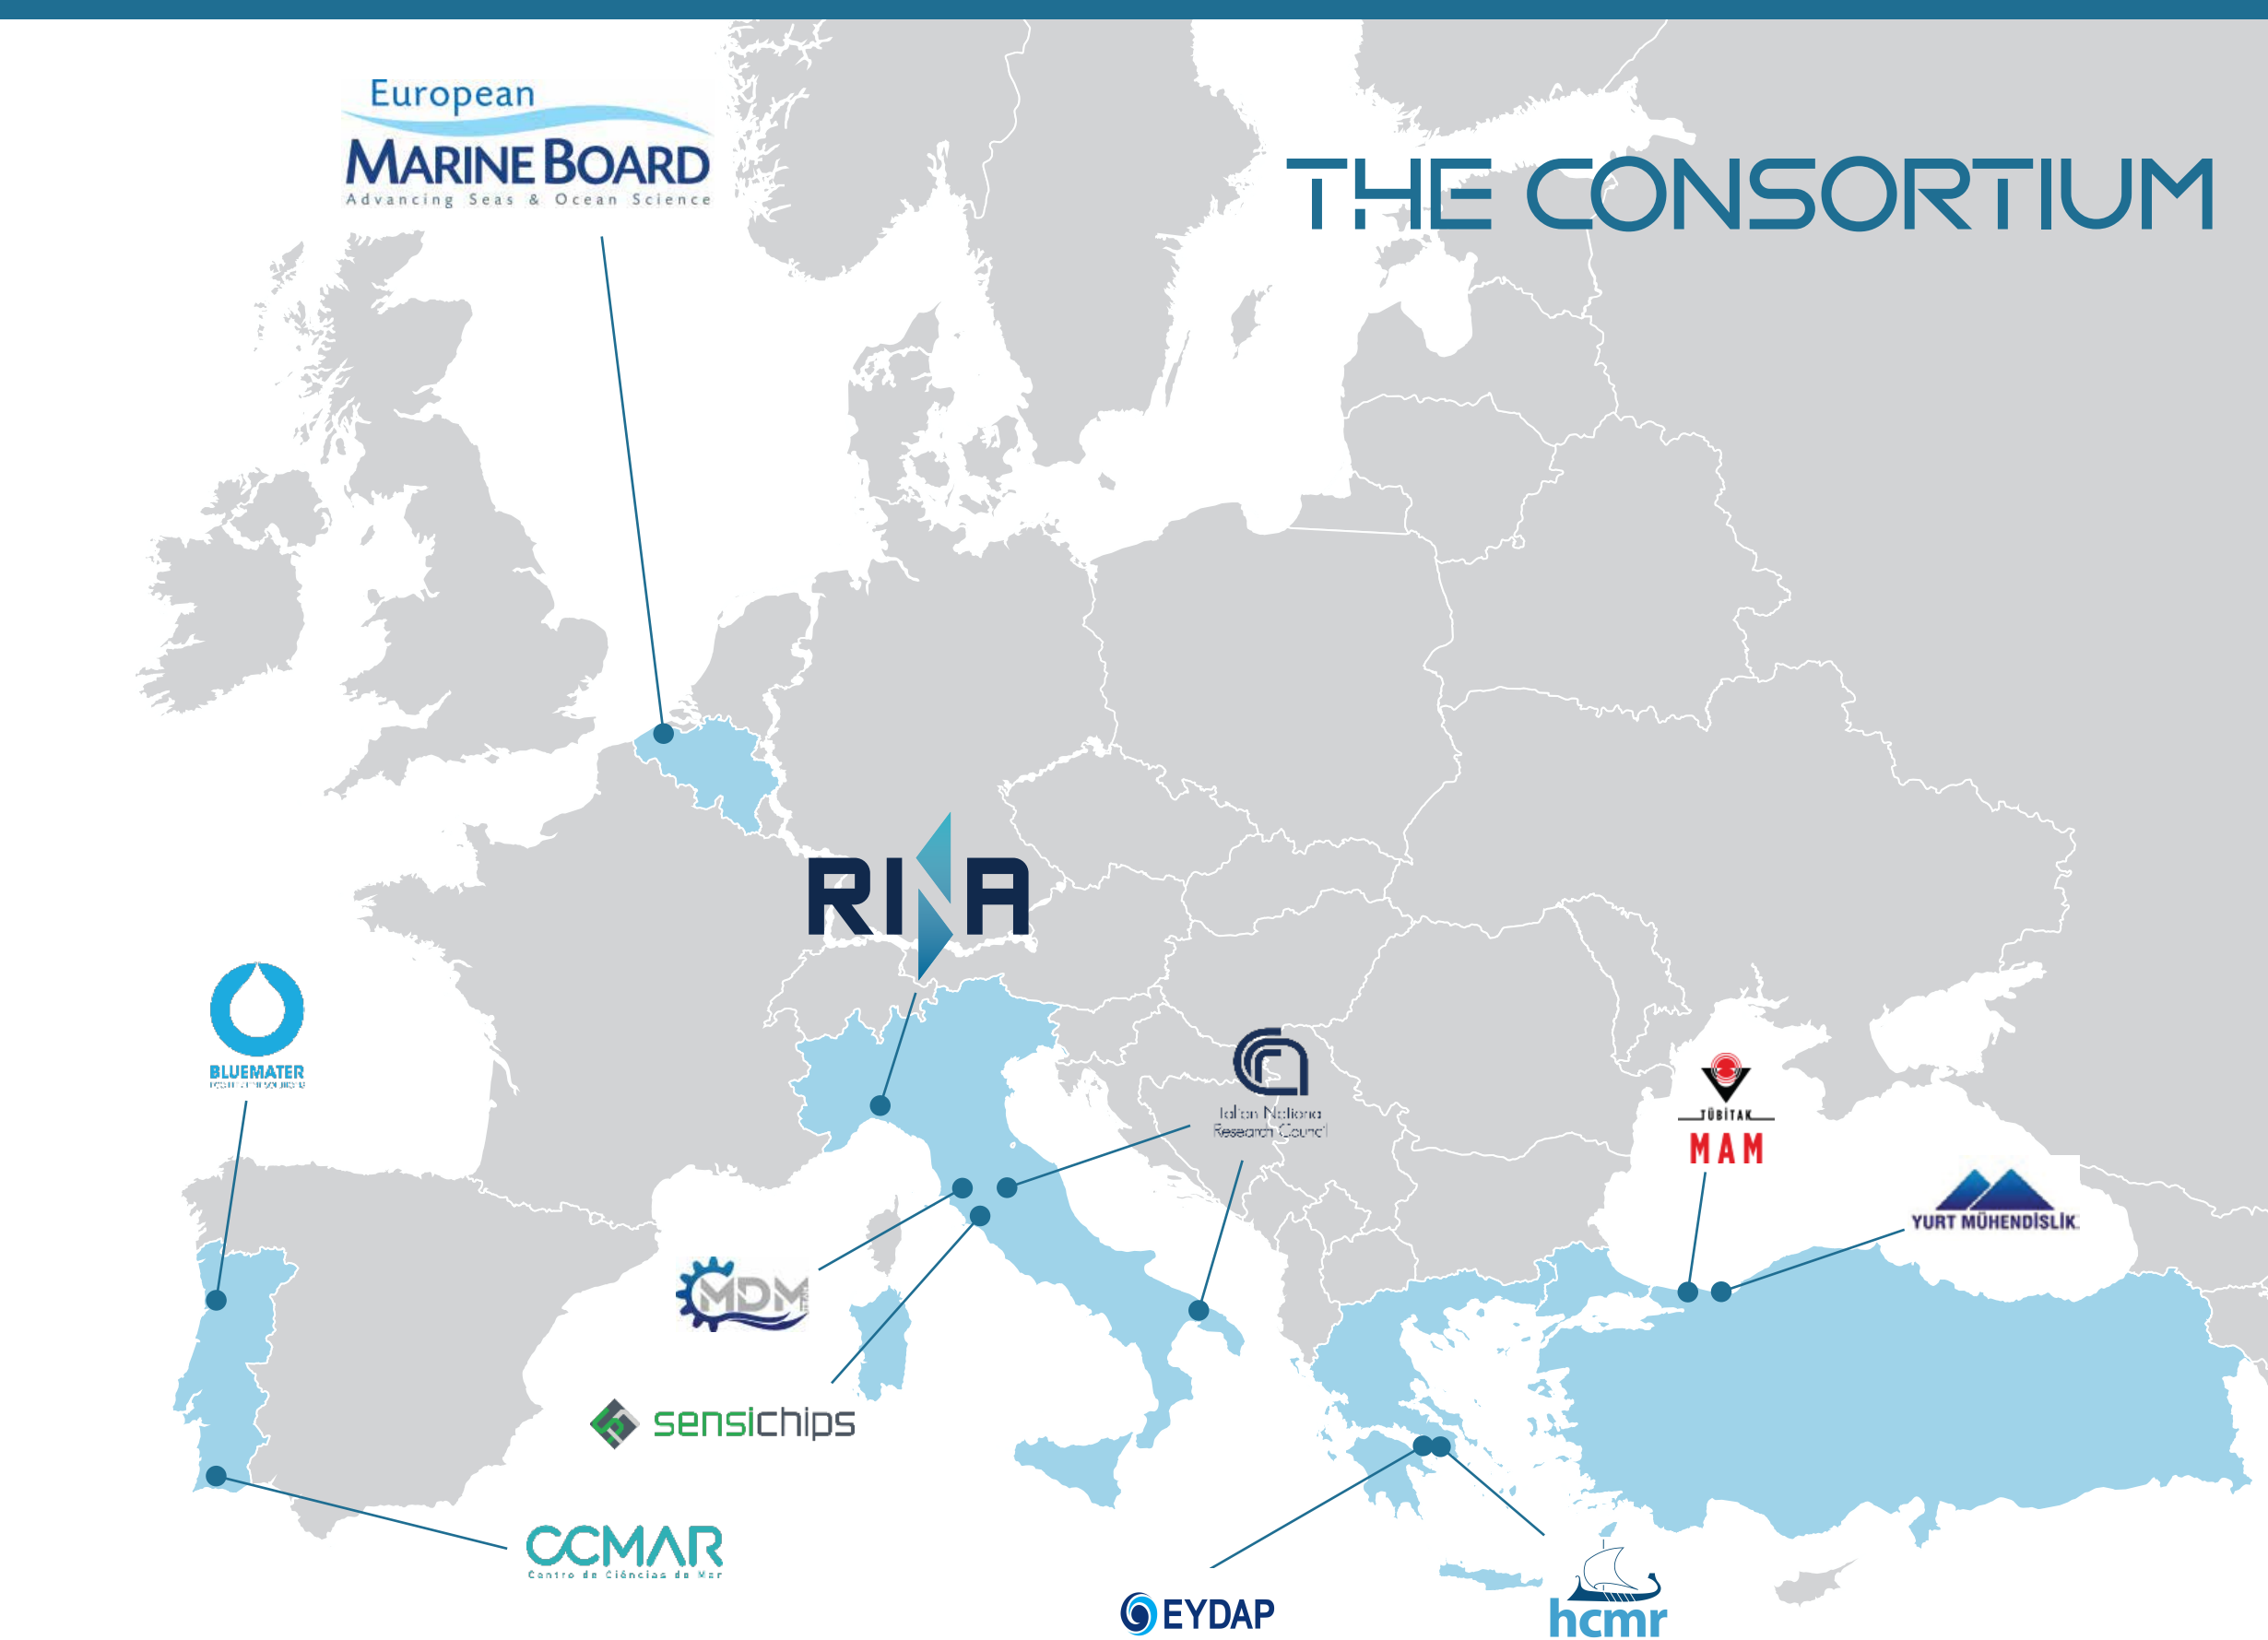 European
MARINE BOARD
Advancing Seas & Ocean Science
THE CONSORTIUM
RINA
BLUEMATER
Italian National
Research Council
TÜBİTAK
MAM
YURT MÜHENDİSLİK
MDM
sensichips
CCMAR
Centro de Ciências do Mar
EYDAP
hcmr